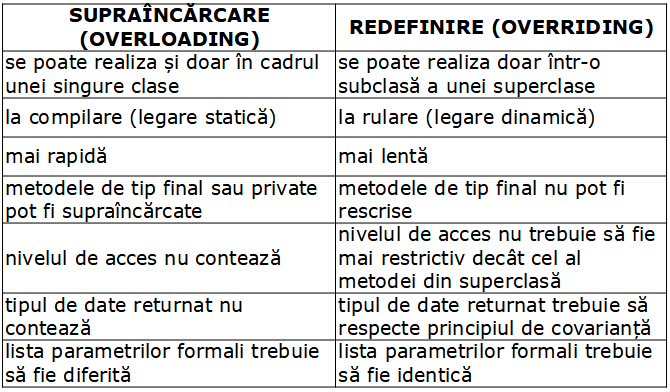 SUPRAÎNCĂRCARE
(OVERLOADING)
REDEFINIRE (OVERRIDING)
se poate realiza și doar în cadrul
unei singure clase
se poate realiza doar într-o
subclasă a unei superclase
la compilare (legare statică)
la rulare (legare dinamică)
mai rapidă
mai lentă
metodele de tip final sau private
pot fi supraîncărcate
metodele de tip final nu pot fi
rescrise
nivelul de acces nu contează
nivelul de acces nu trebuie să fie
mai restrictiv decât cel al
metodei din superclasă
tipul de date returnat nu
contează
tipul de date returnat trebuie să
respecte principiul de covarianță
lista parametrilor formali trebuie
să fie diferită
lista parametrilor formali trebuie
să fie identică